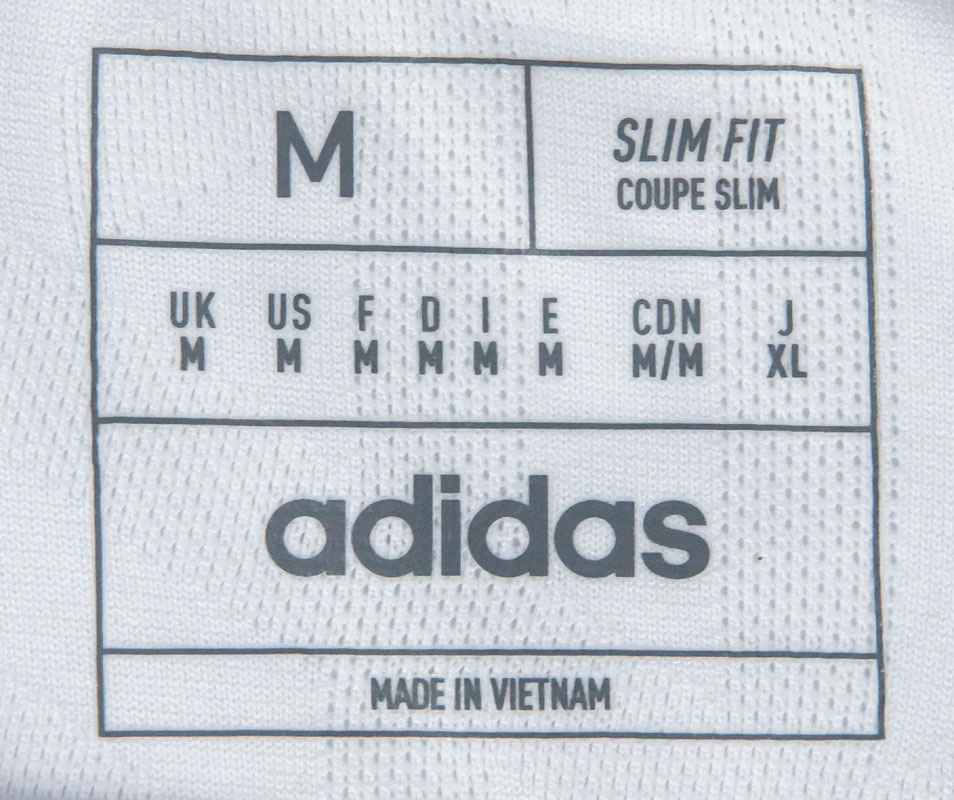 M
SLIM FIT
COUPE SLIM
UK US F D I E CDN J
M M M M M M M/M XL
adidas
MADE IN VIETNAM